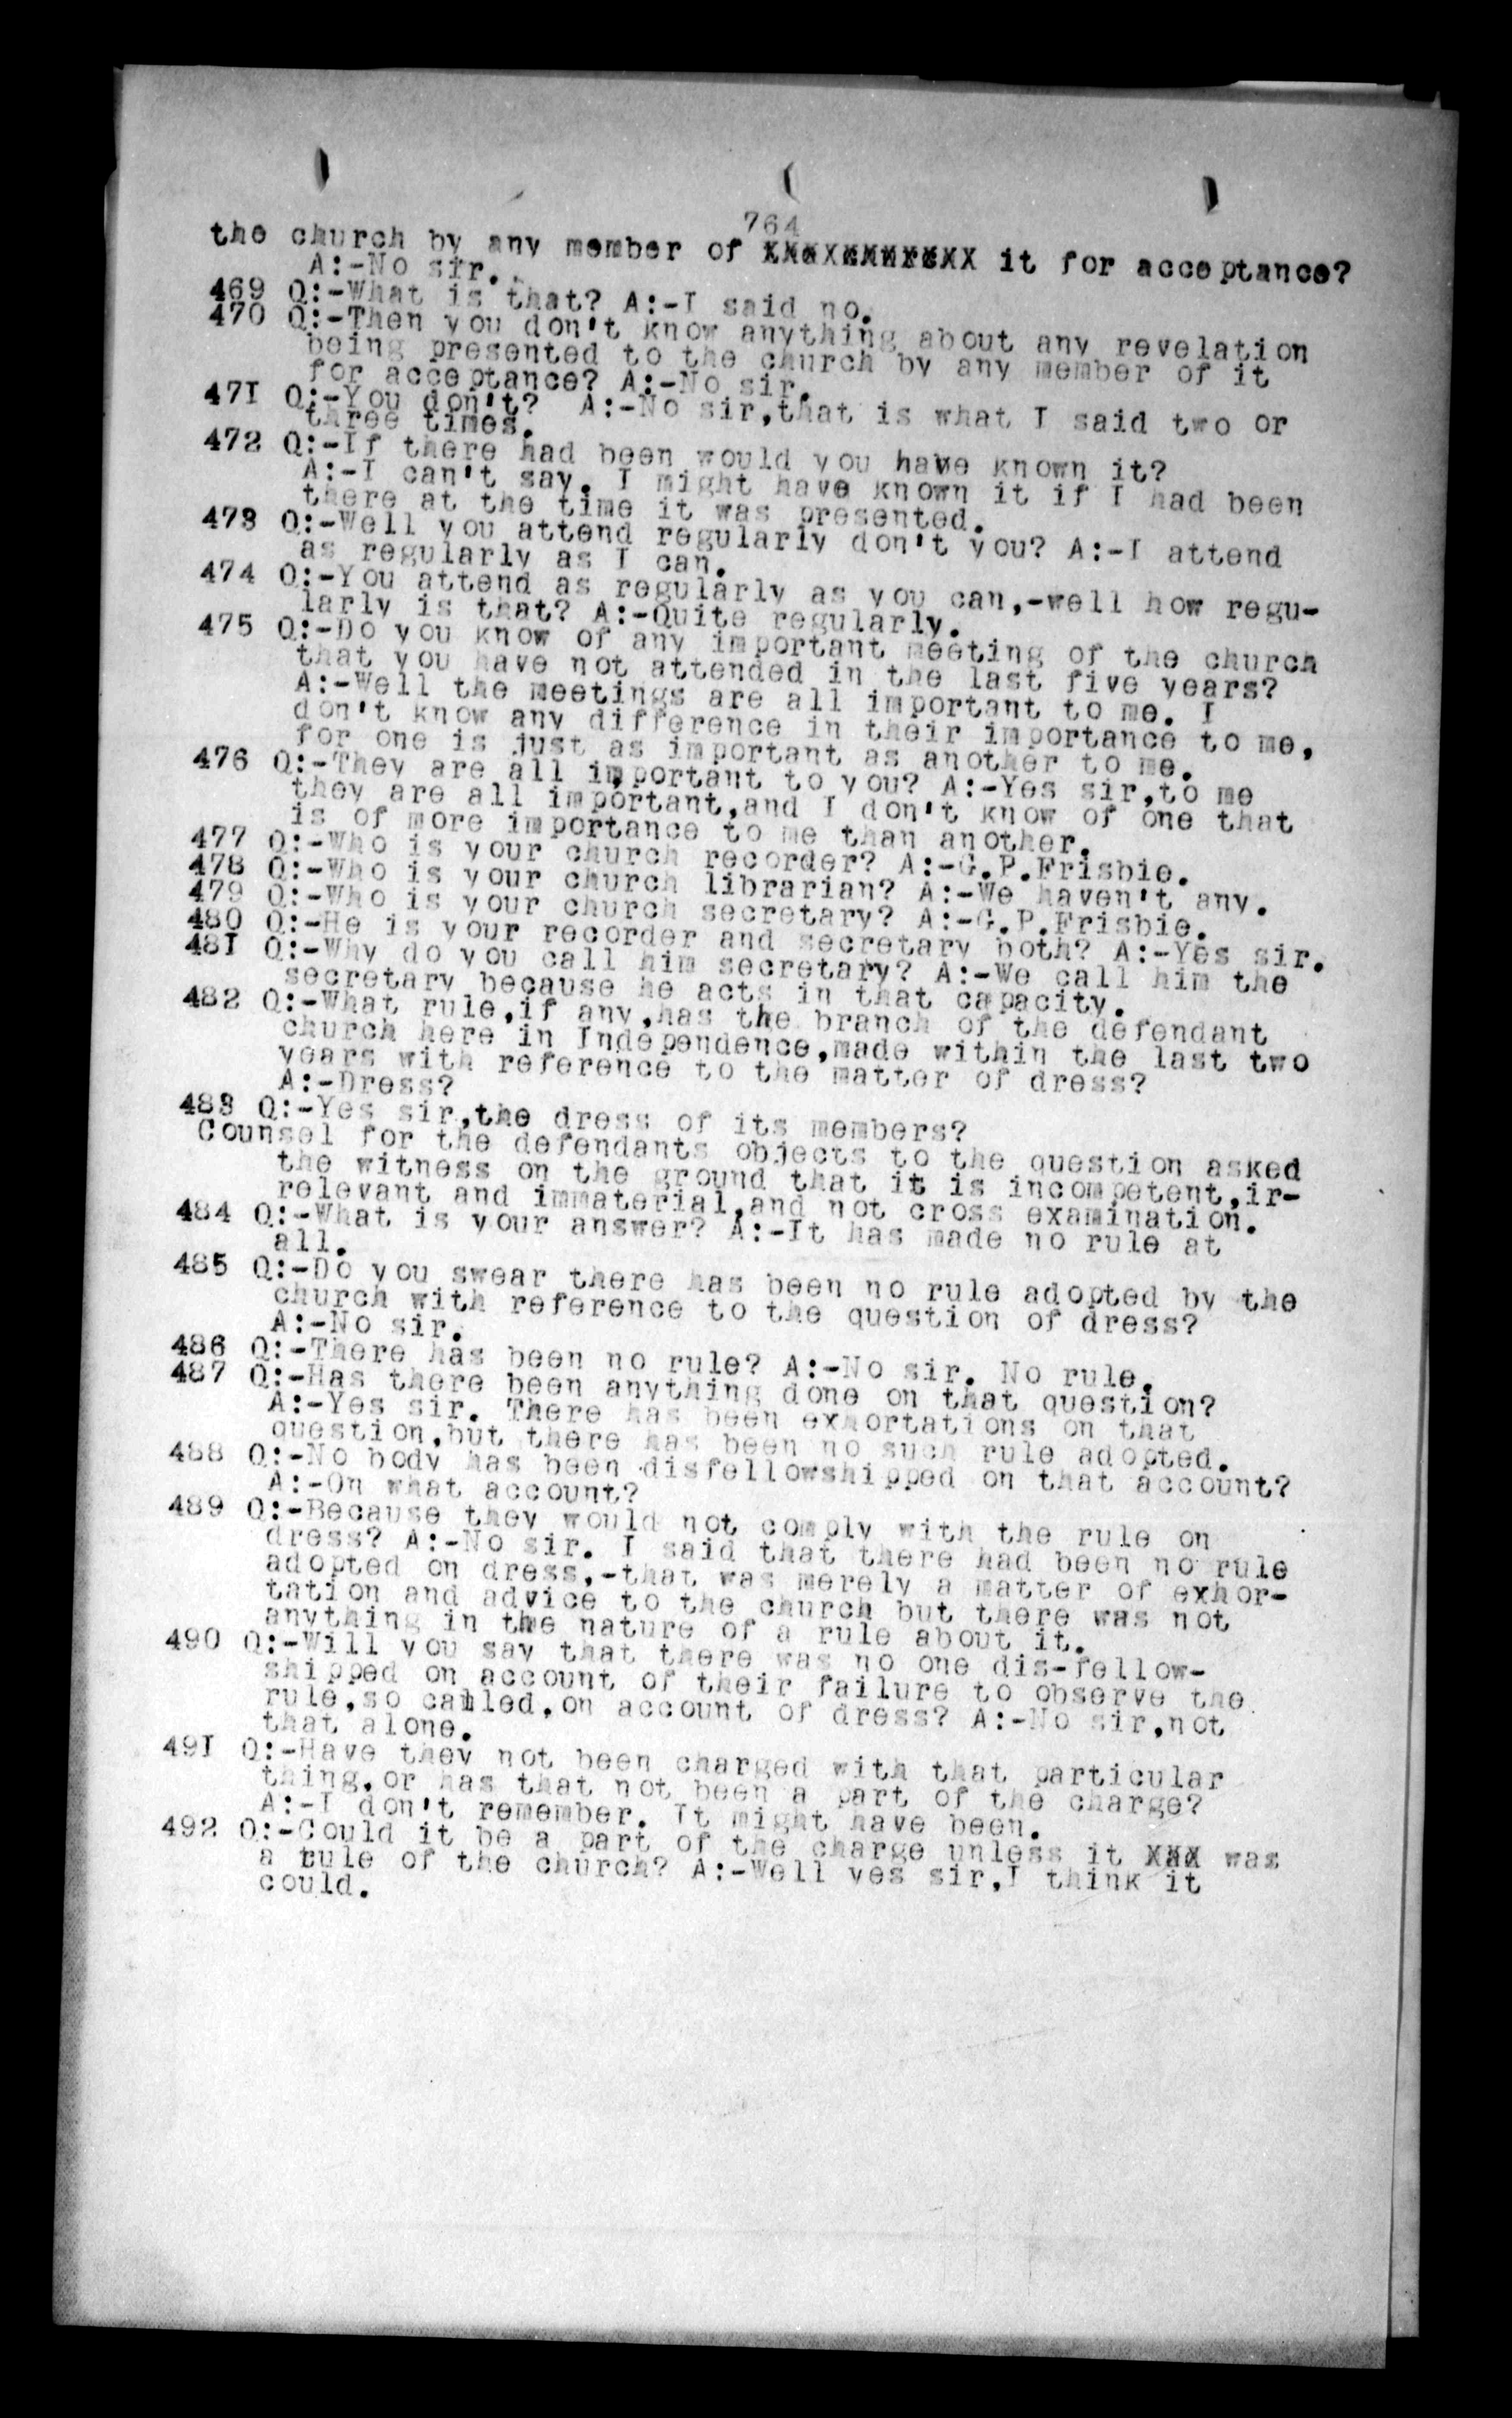 764
the church by any member of XXXXXXXXXXX it for acceptance?
A:-No sir.
469 Q:-What is that? A:-I said no.
470 Q:-Then you don't know anything about any revelation
being presented to the church by any member of it
for acceptance? A:-No sir.
471 Q:-You don't? A:-No sir,that is what I said two or
three times.
472 Q:-If there had been would you have known it?
A:-I can't say. I might have known it if I had been
there at the time it was presented.
473 Q:-Well you attend regularly don't you? A:-I attend
as regularly as I can.
474 Q:-You attend as regularly as you can,-well how regu-
larly is that? A:-Quite regularly.
475 Q:-Do you know of any important meeting of the church
that you have not attended in the last five years?
A:-Well the meetings are all important to me. I
don't know any difference in their importance to me,
for one is just as important as another to me.
476 Q:-They are all important to you? A:-Yes sir,to me
they are all important,and I don't know of one that
is of more importance to me than another.
477 Q:-Who is your church recorder? A:-G.P.Frisbie.
478 Q:-Who is your church librarian? A:-We haven't any.
479 Q:-Who is your church secretary? A:-G.P.Frisbie.
480 Q:-He is your recorder and secretary both? A:-Yes sir.
481 Q:-Why do you call him secretary? A:-We call him the
secretary because he acts in that capacity.
482 Q:-What rule,if any,has the branch of the defendant
church here in Independence,made within the last two
years with reference to the matter of dress?
A:-Dress?
483 Q:-Yes sir,the dress of its members?
Counsel for the defendants objects to the question asked
the witness on the ground that it is incompetent,ir-
relevant and immaterial,and not cross examination.
484 Q:-What is your answer? A:-It has made no rule at
all.
485 Q:-Do you swear there has been no rule adopted by the
church with reference to the question of dress?
A:-No sir.
486 Q:-There has been no rule? A:-No sir. No rule.
487 Q:-Has there been anything done on that question?
A:-Yes sir. There has been exhortations on that
question,but there has been no such rule adopted.
488 Q:-No body has been disfellowshipped on that account?
A:-On what account?
489 Q:-Because they would not comply with the rule on
dress? A:-No sir. I said that there had been no rule
adopted on dress,-that was merely a matter of exhor-
tation and advice to the church but there was not
anything in the nature of a rule about it.
490 Q:-Will you say that there was no one dis-fellow-
shipped on account of their failure to observe the
rule,so called,on account of dress? A:-No sir,not
that alone.
491 Q:-Have they not been charged with that particular
thing,or has that not been a part of the charge?
A:-I don't remember. It might have been.
492 Q:-Could it be a part of the charge unless it XXX was
a rule of the church? A:-Well yes sir,I think it
could.